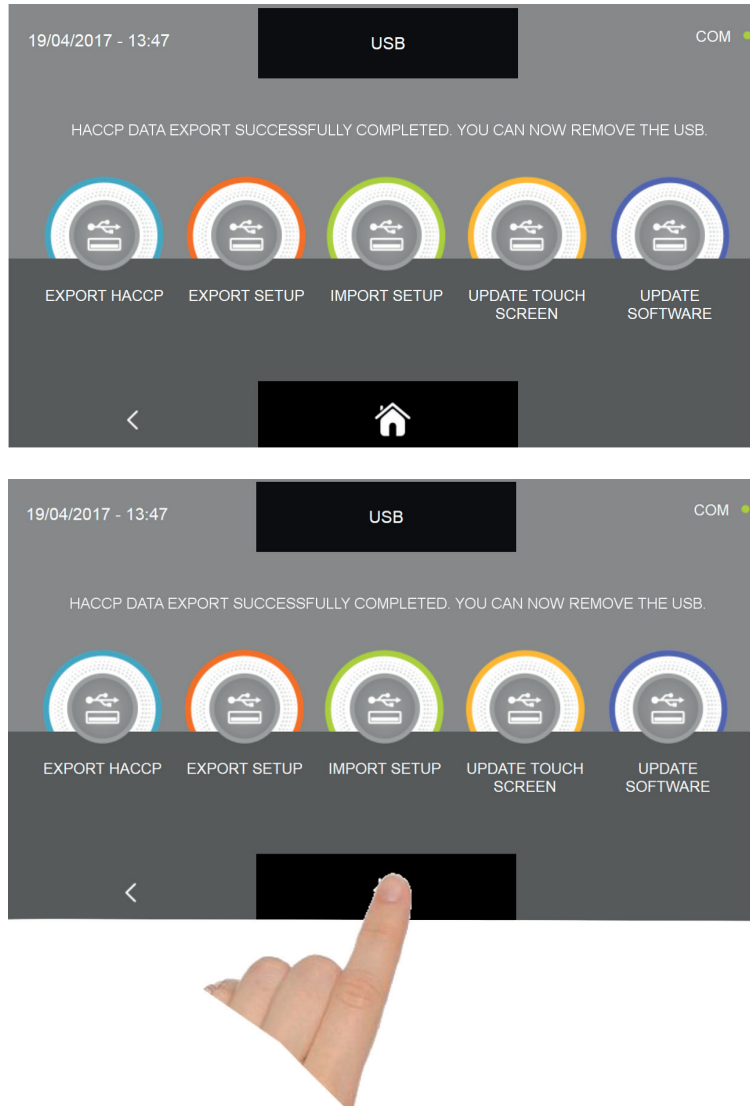 19/04/2017 - 13:47
USB
COM
HACCP DATA EXPORT SUCCESSFULLY COMPLETED. YOU CAN NOW REMOVE THE USB.
EXPORT HACCP
EXPORT SETUP
IMPORT SETUP
UPDATE TOUCH
SCREEN
UPDATE
SOFTWARE
19/04/2017 - 13:47
USB
COM
HACCP DATA EXPORT SUCCESSFULLY COMPLETED. YOU CAN NOW REMOVE THE USB.
EXPORT HACCP
EXPORT SETUP
IMPORT SETUP
UPDATE TOUCH
SCREEN
UPDATE
SOFTWARE